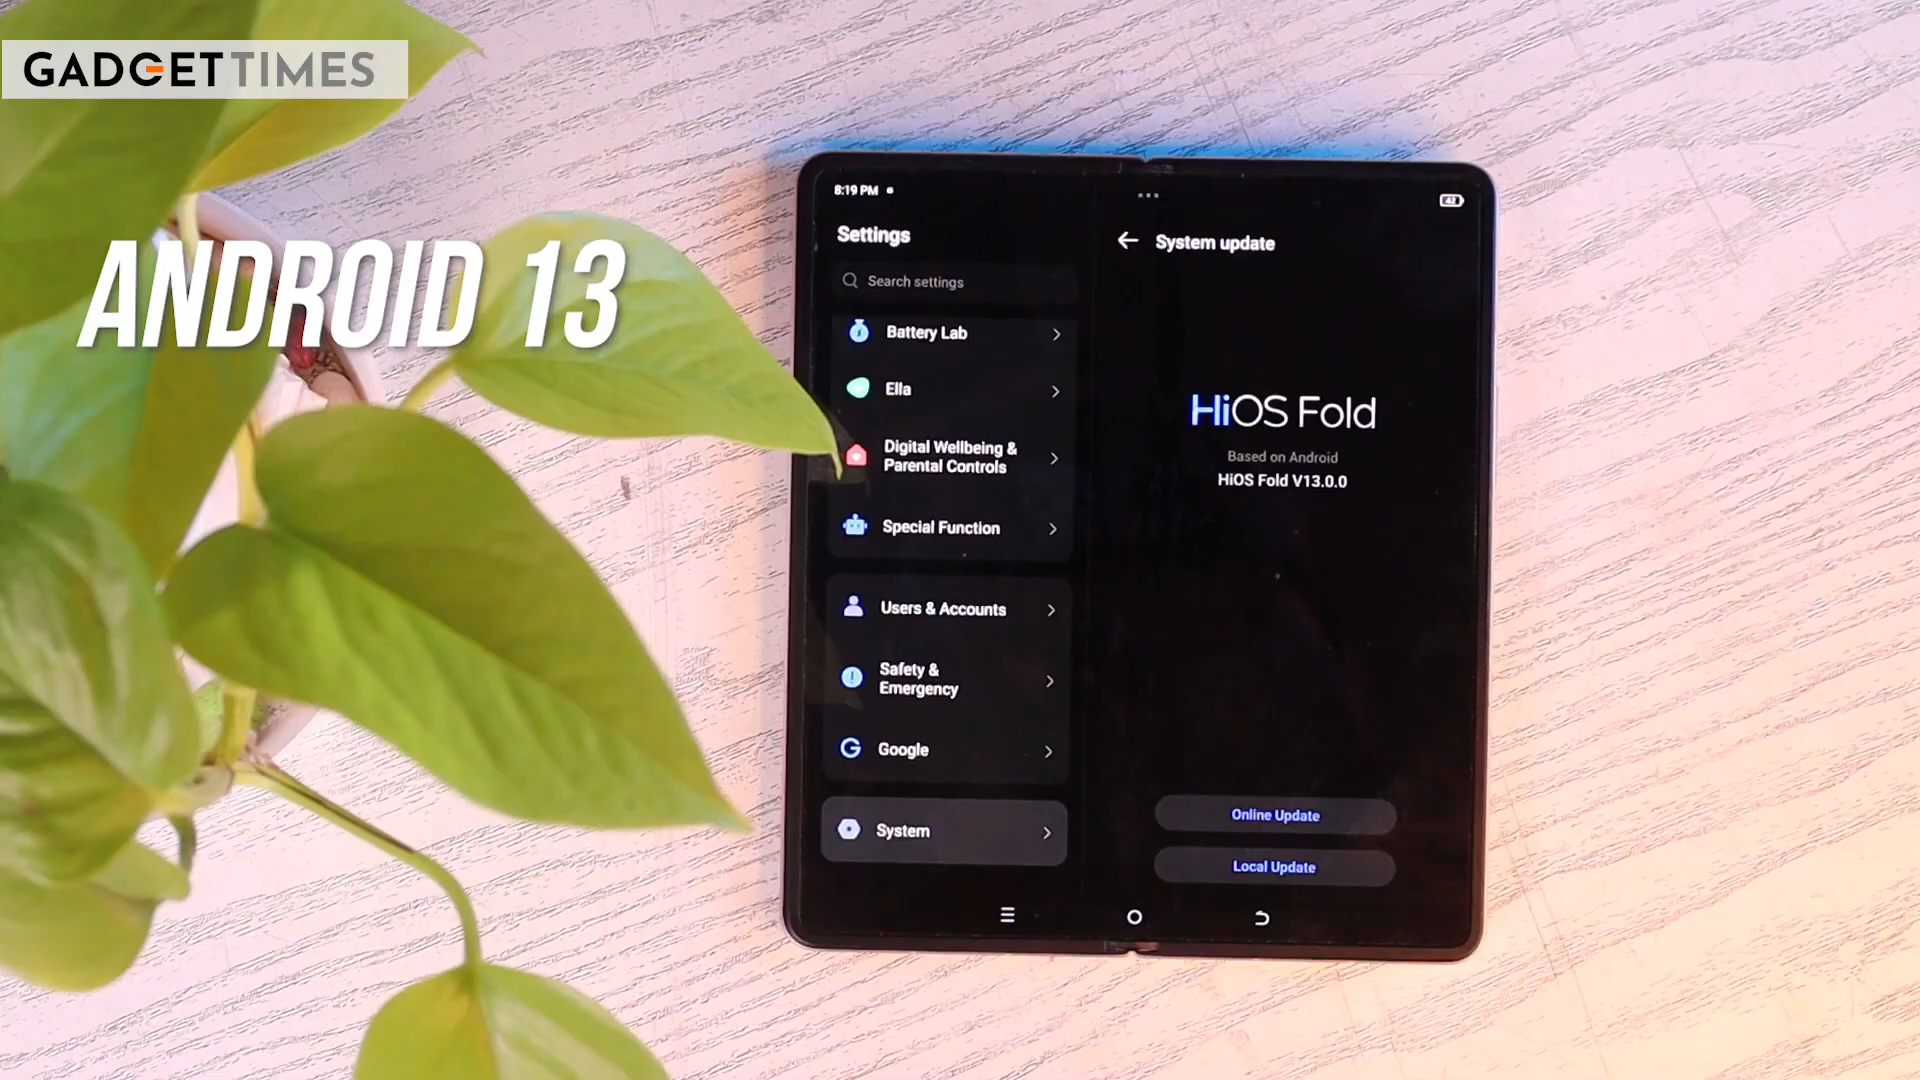 GADGETTIMES
ANDROID 13
8:19 PM
42
Settings
Search settings
Battery Lab
Ella
Digital Wellbeing &
Parental Controls
Special Function
Users & Accounts
Safety &
Emergency
Google
System
System update
HiOS Fold
Based on Android
HiOS Fold V13.0.0
Online Update
Local Update